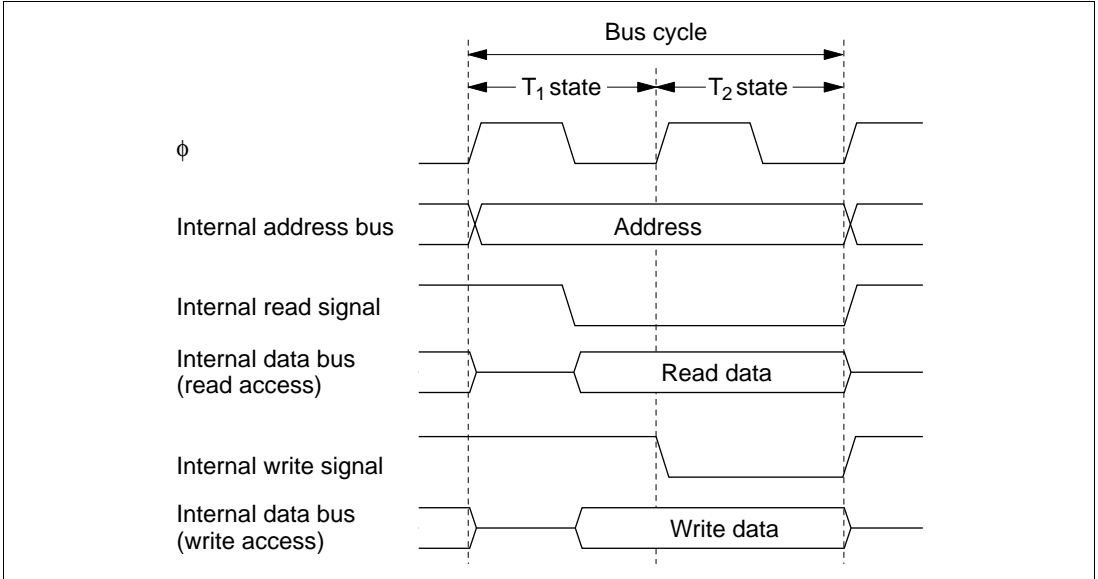 Bus cycle
T₁ state T₂ state
ϕ
Internal address bus Address
Internal read signal
Internal data bus
(read access) Read data
Internal write signal
Internal data bus
(write access) Write data